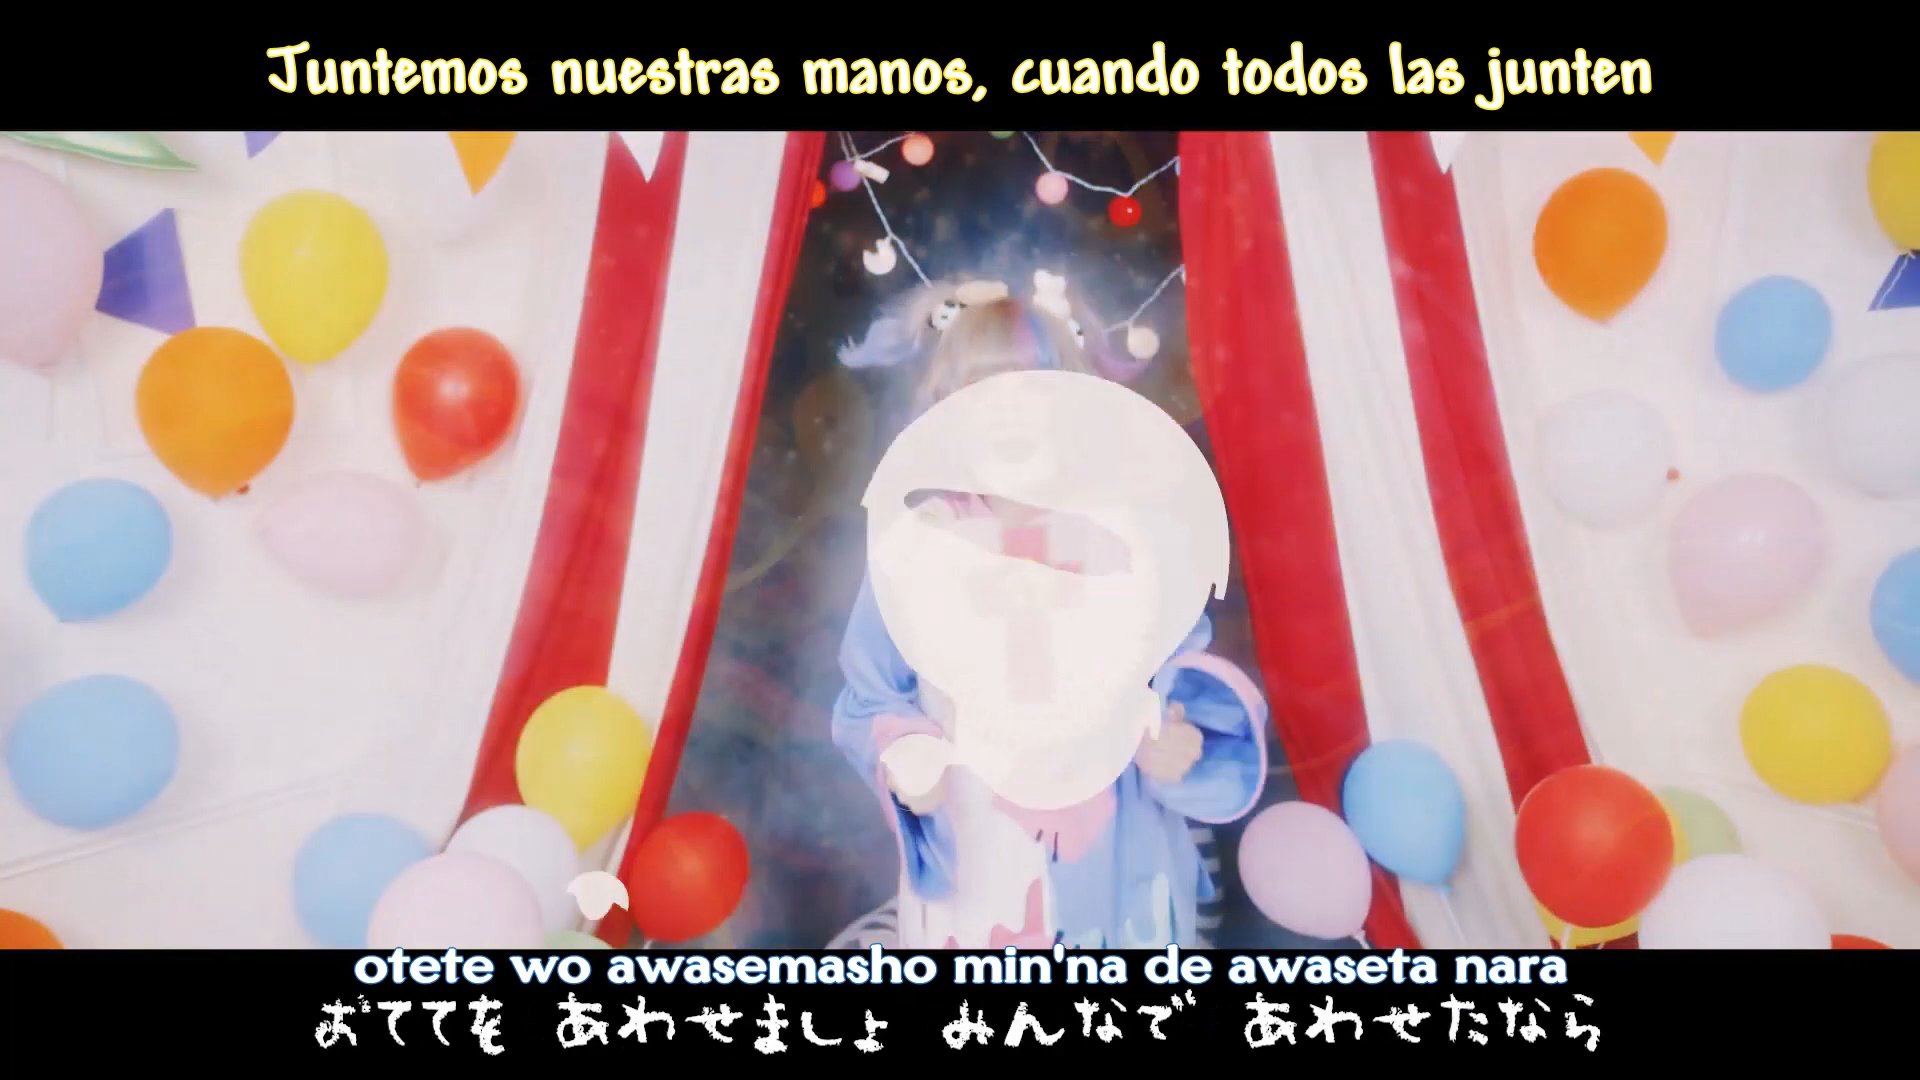 Juntemos nuestras manos, cuando todos las junten
otete wo awasemasho min'na de awaseta nara
おててを あわせましょ みんなで あわせたなら